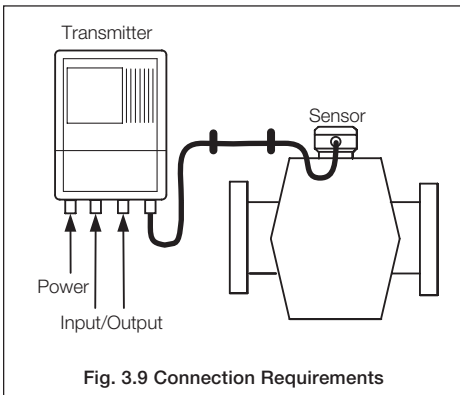 Transmitter
Sensor
Power
Input/Output
Fig. 3.9 Connection Requirements